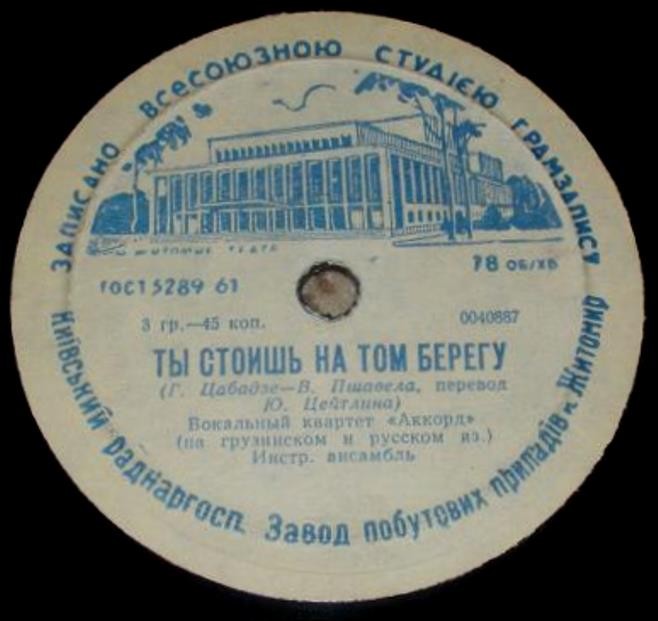 ЗАПИСАНО ВСЕСОЮЗНОЮ СТУДІЄЮ ГРАМЗАПИСУ
ЖИТОМИР ТЕАТР
78 ОБ/ХВ
ГОСТ 5289 61
3 гр.—45 коп.
0040887
ТЫ СТОИШЬ НА ТОМ БЕРЕГУ
(Г. Цабадзе—В. Пшавела, перевод
Ю. Цейтлина)
Вокальный квартет «Аккорд»
(на грузинском и русском яз.)
Инстр. ансамбль
Київський раднаргосп. Завод побутових приладів м. Житомир